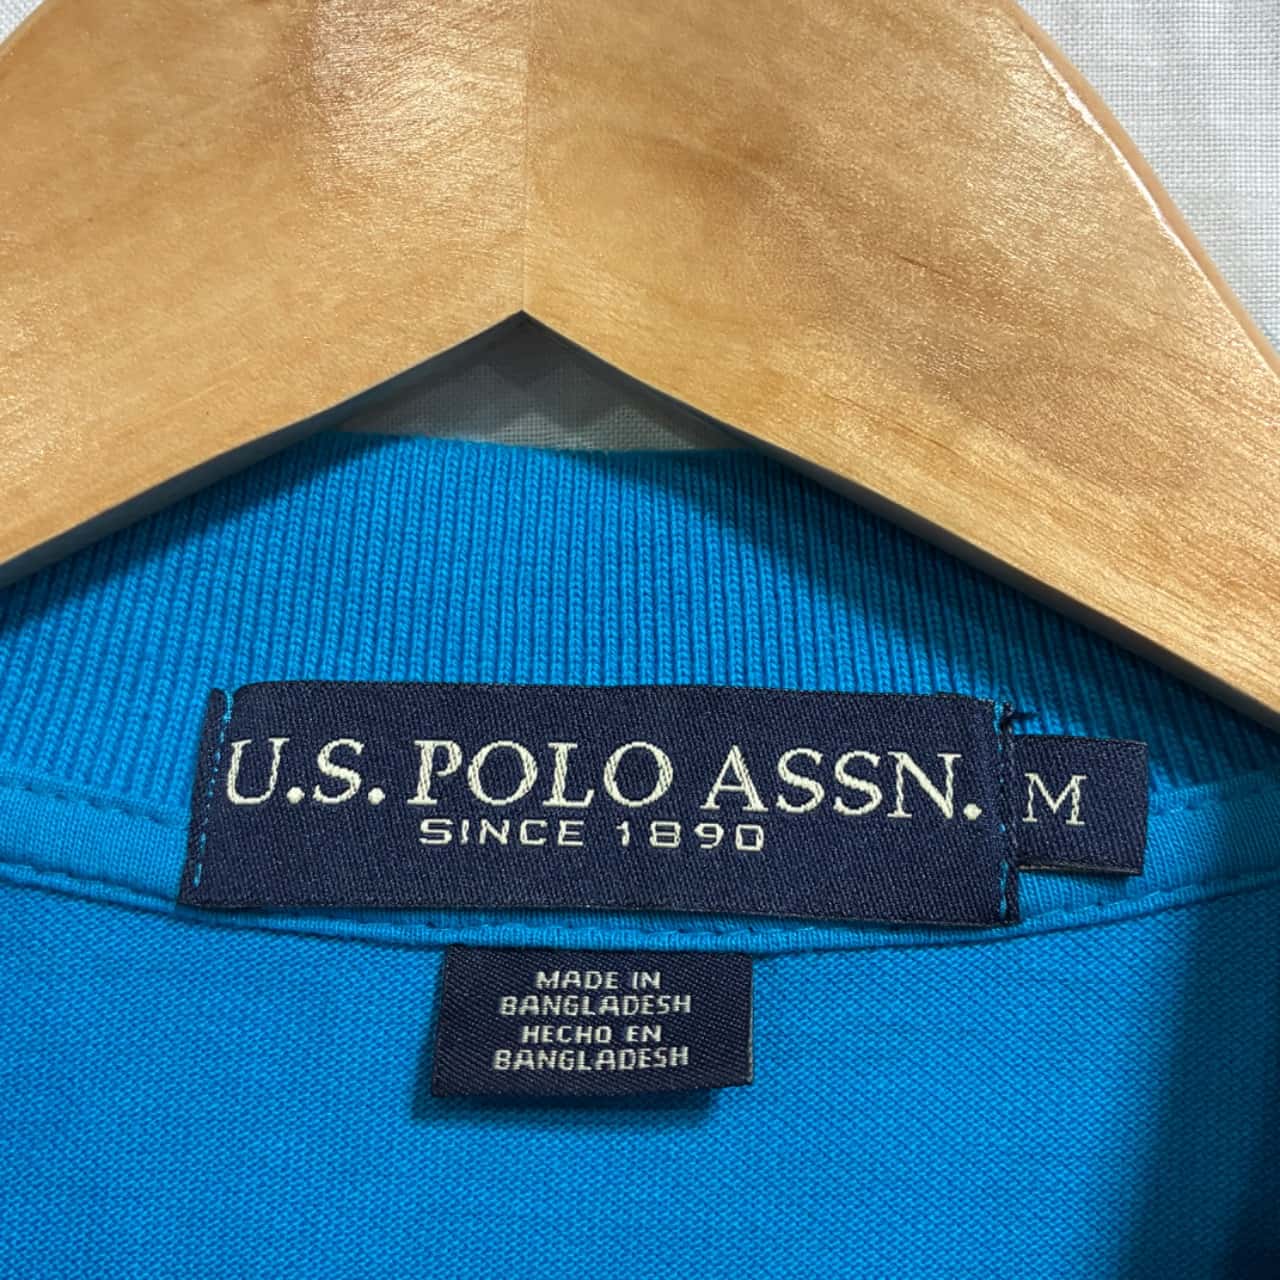 U.S. POLO ASSN.
SINCE 1890
M
MADE IN
BANGLADESH
HECHO EN
BANGLADESH